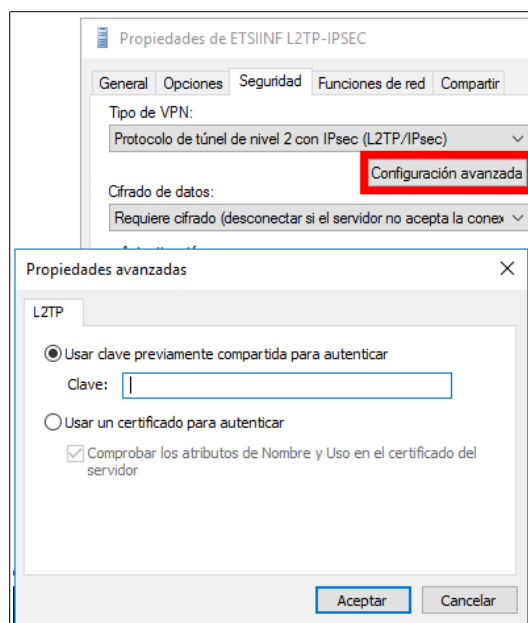 Propiedades de ETSIINF L2TP-IPSEC
General Opciones Seguridad Funciones de red Compartir
Tipo de VPN:
Protocolo de túnel de nivel 2 con IPsec (L2TP/IPsec)
Configuración avanzada
Cifrado de datos:
Requiere cifrado (desconectar si el servidor no acepta la conex
Propiedades avanzadas
L2TP
Usar clave previamente compartida para autenticar
Clave:
Usar un certificado para autenticar
Comprobar los atributos de Nombre y Uso en el certificado del
servidor
Aceptar Cancelar